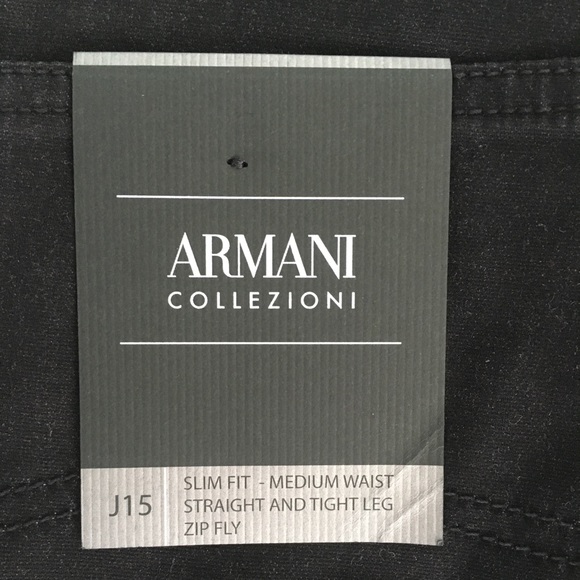 ARMANI
COLLEZIONI
J15
SLIM FIT - MEDIUM WAIST
STRAIGHT AND TIGHT LEG
ZIP FLY